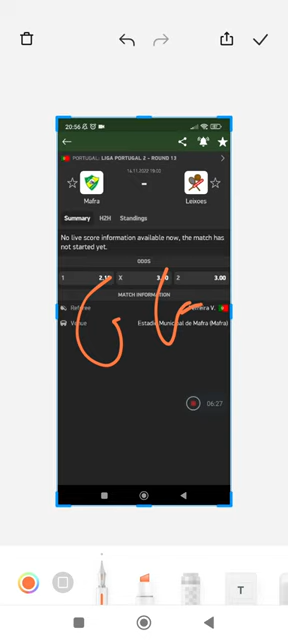 20:56
PORTUGAL: LIGA PORTUGAL 2 - ROUND 13
14.11.2022 19:00
Mafra
-
Leixoes
Summary H2H Standings
No live score information available now, the match has not started yet.
ODDS
1 2.10 X 2 3.00
MATCH INFORMATION
Referee
Venue Estadio Municipal de Mafra (Mafra)
06:27
T